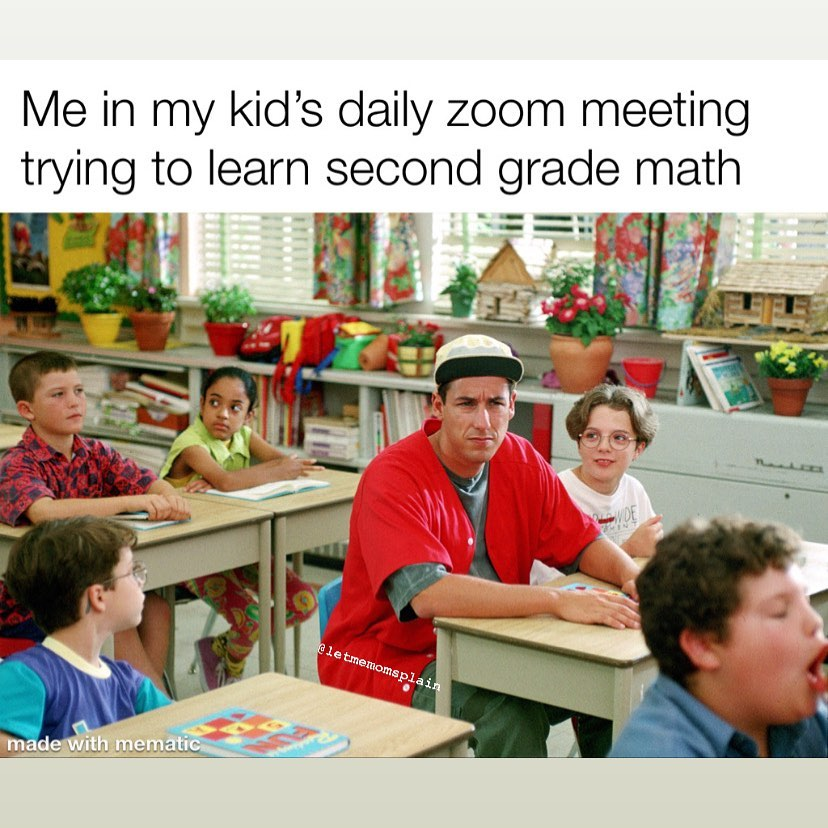 Me in my kid’s daily zoom meeting
trying to learn second grade math
@letmemomsplain
made with mematic